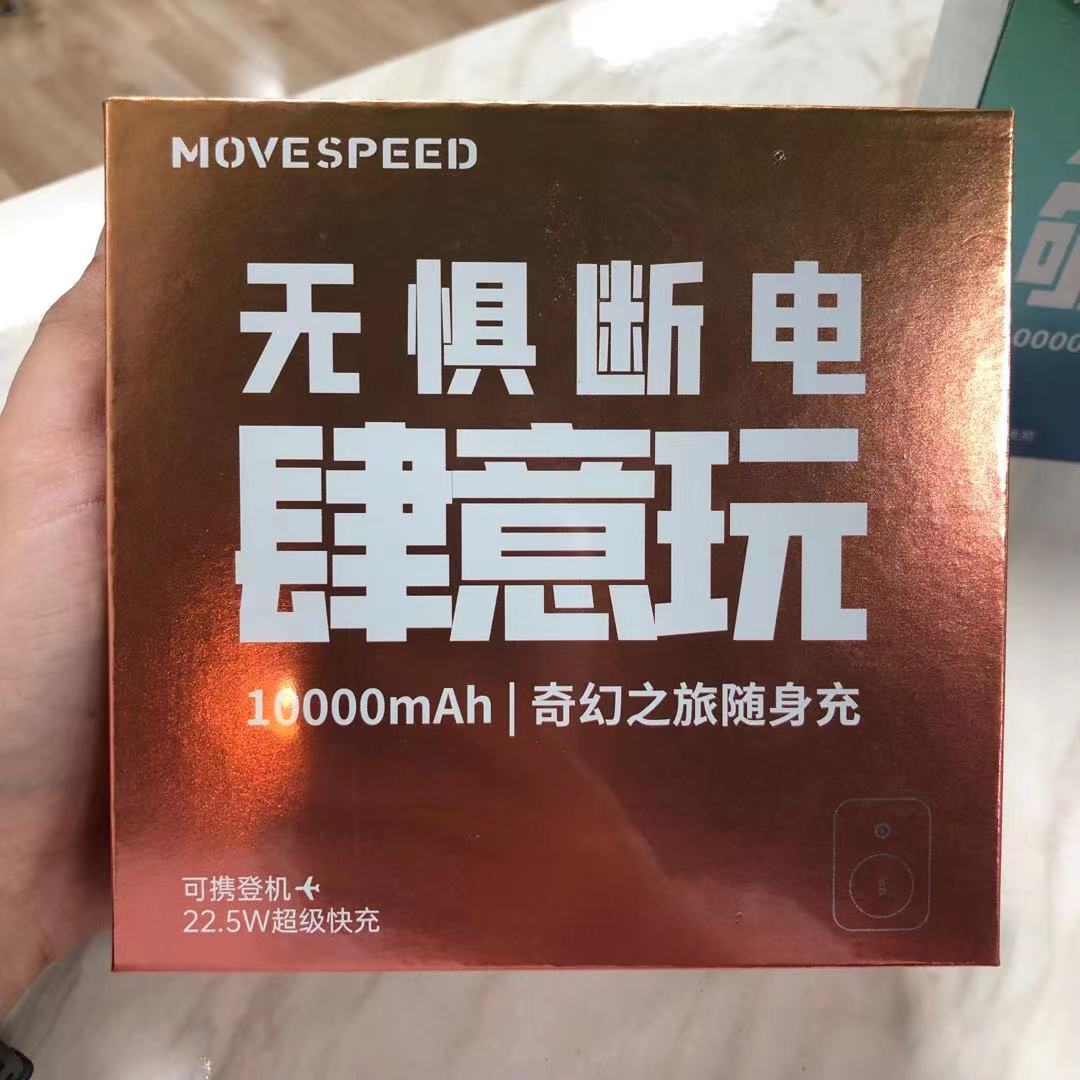 MOVESPEED
无惧断电
肆意玩
10000mAh | 奇幻之旅随身充
可携登机
22.5W超级快充
0000